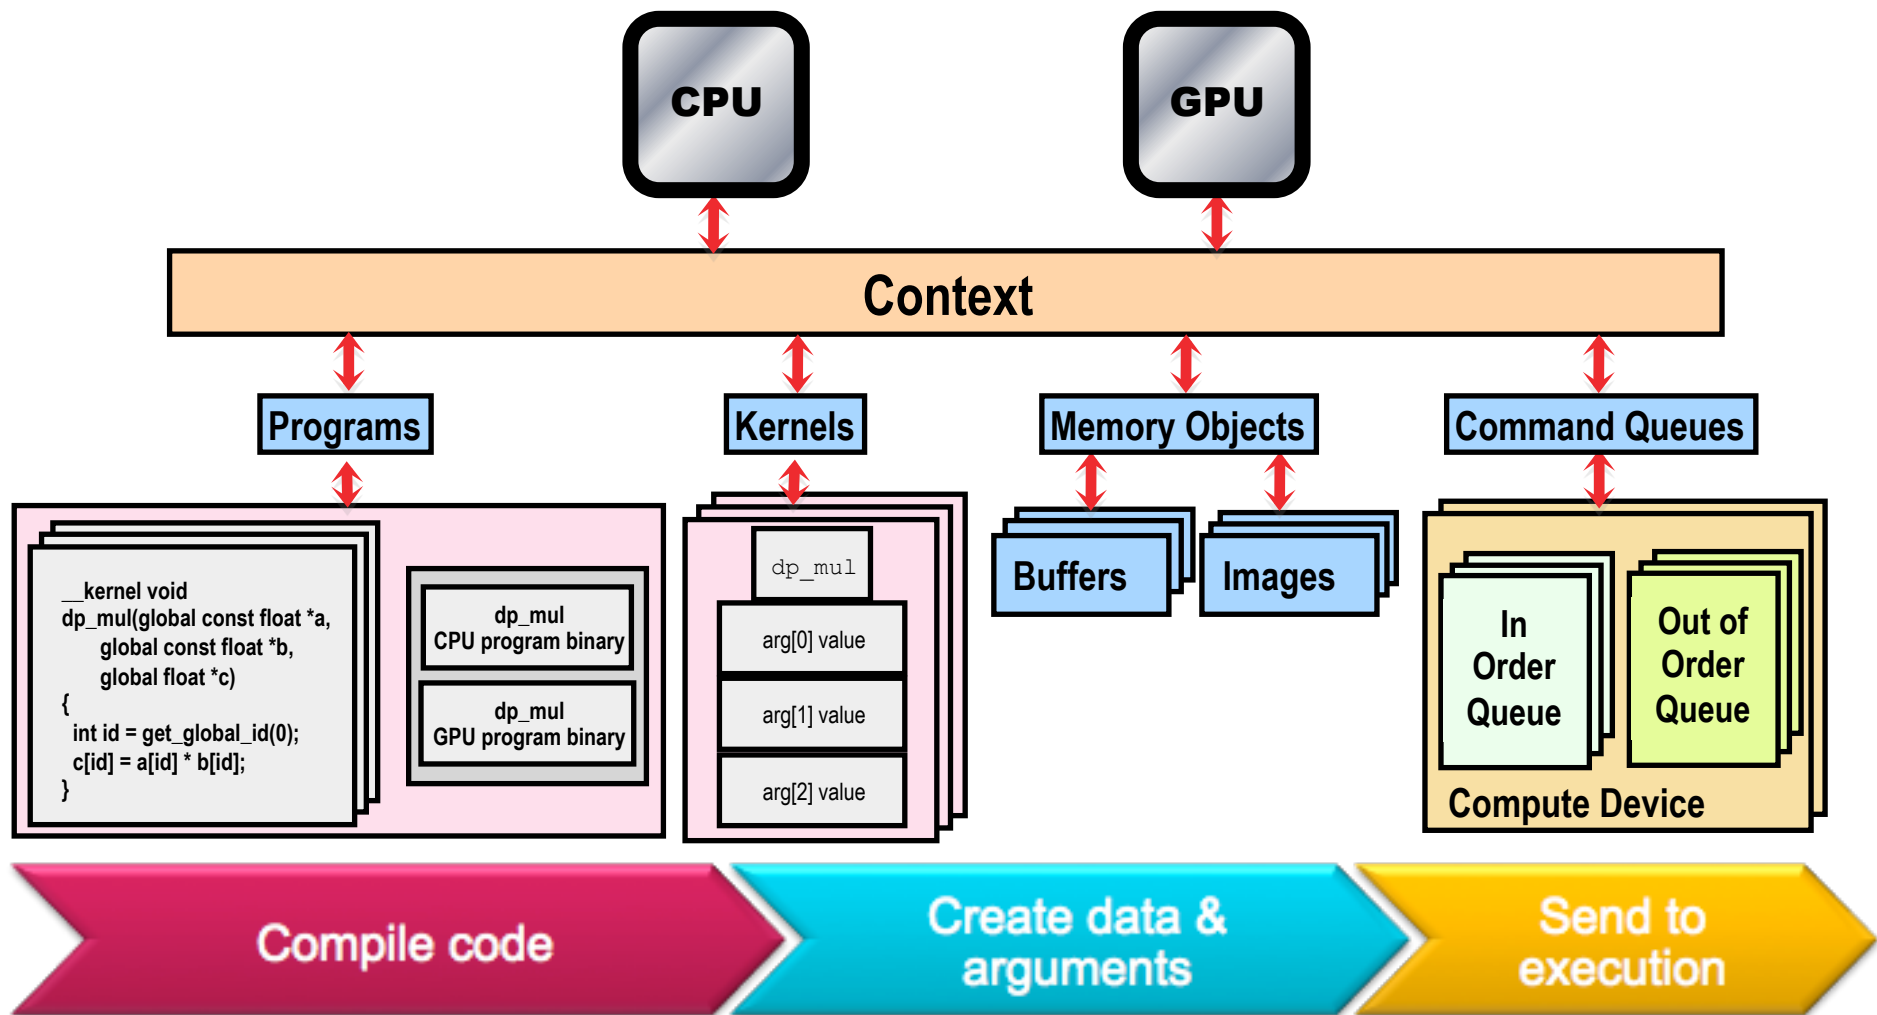 CPU
GPU
Context
Programs
Kernels
Memory Objects
Command Queues
__kernel void
dp_mul(global const float *a,
global const float *b,
global float *c)
{
int id = get_global_id(0);
c[id] = a[id] * b[id];
}
dp_mul
CPU program binary
dp_mul
GPU program binary
dp_mul
arg[0] value
arg[1] value
arg[2] value
Buffers
Images
In
Order
Queue
Out of
Order
Queue
Compute Device
Compile code
Create data &
arguments
Send to
execution